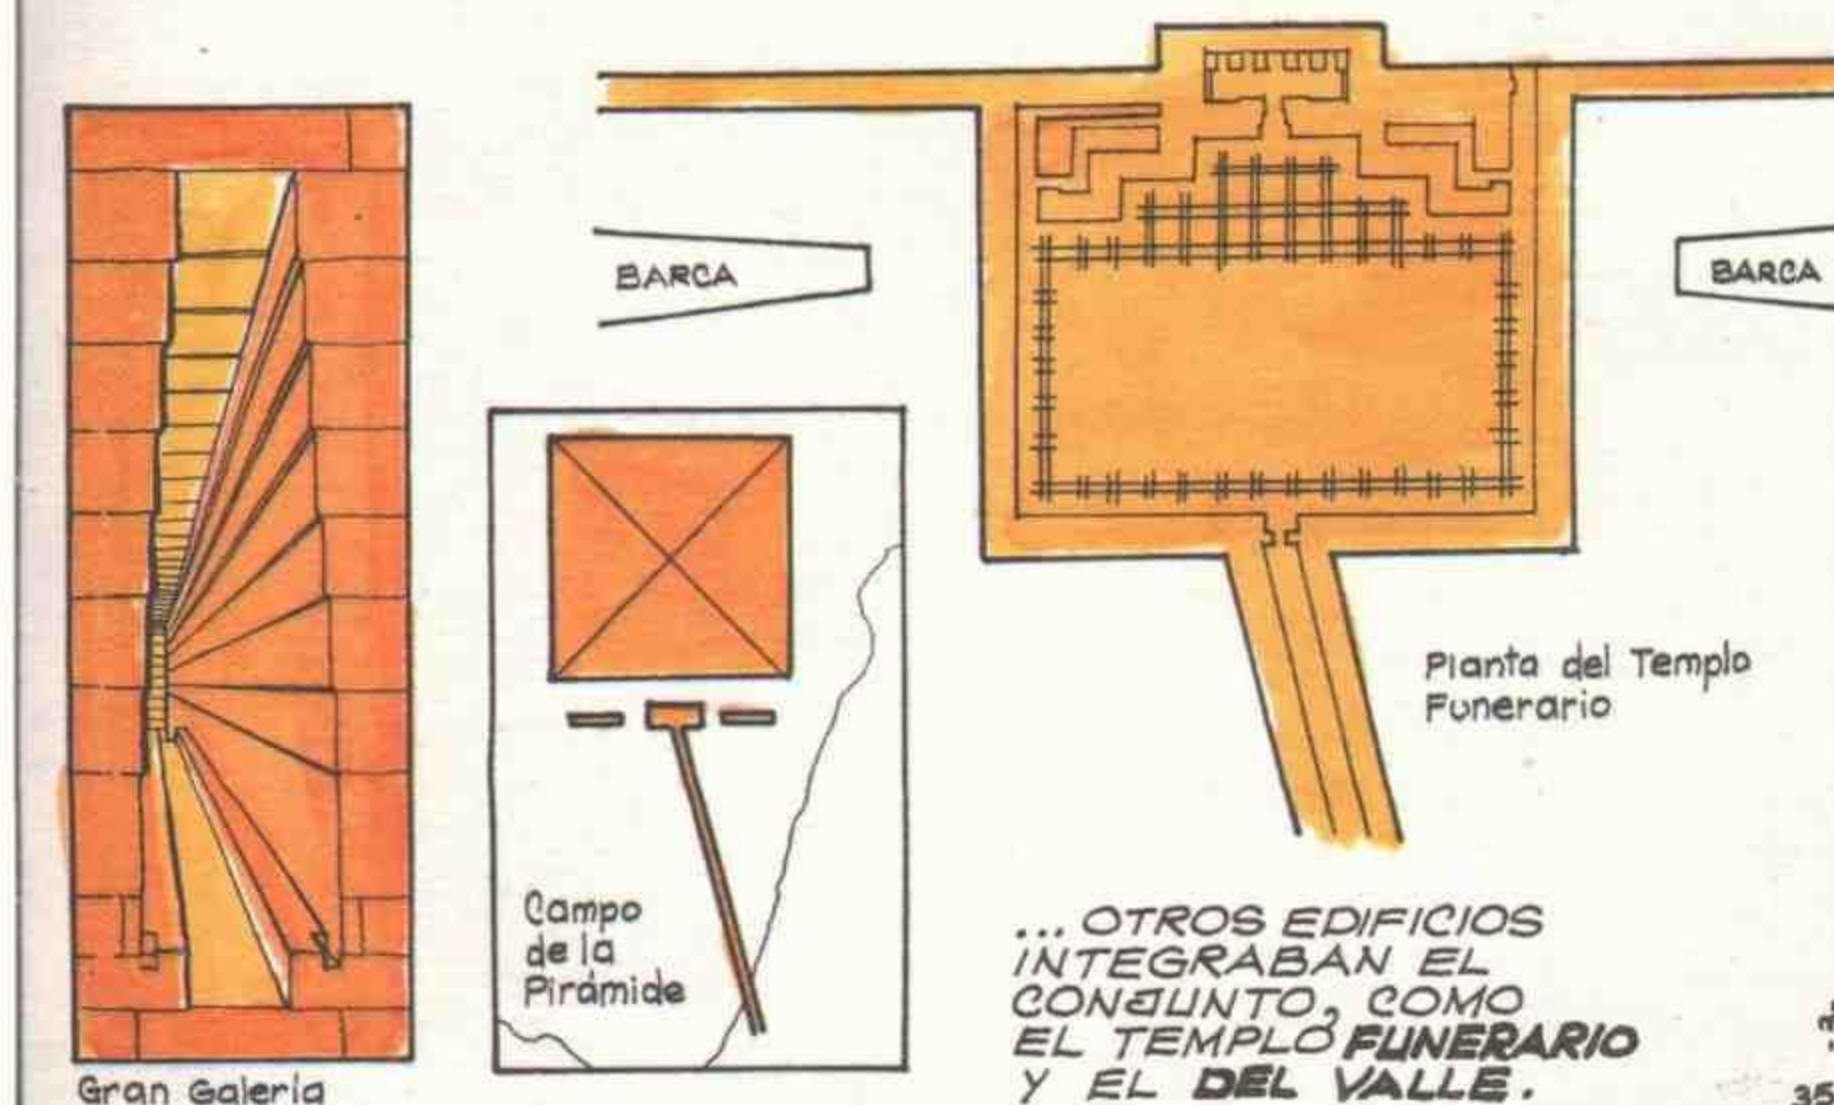 BARCA
BARCA
Planta del Templo
Funerario
Campo
de la
Pirámide
... OTROS EDIFICIOS
INTEGRABAN EL
CONJUNTO, COMO
EL TEMPLO FUNERARIO
Y EL DEL VALLE.
Gran Galería
35